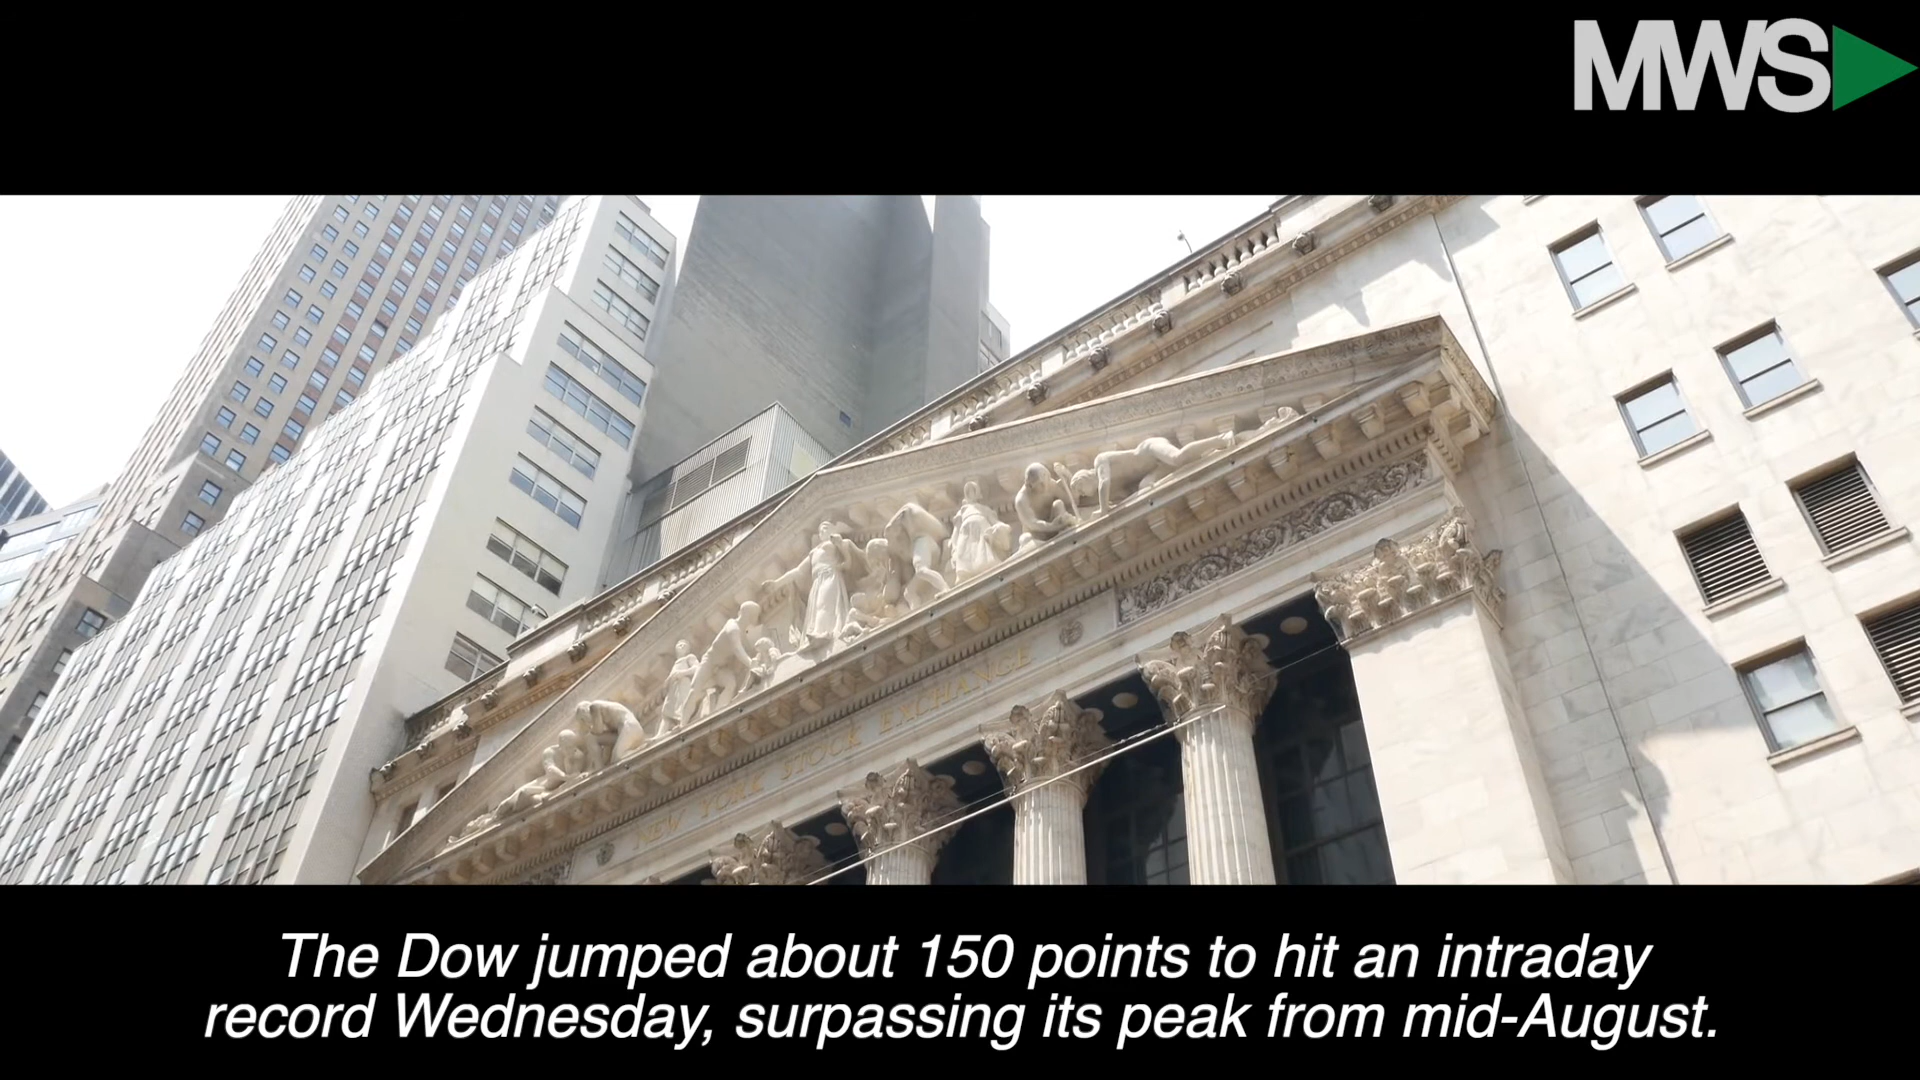 MWS
NEW YORK STOCK EXCHANGE
The Dow jumped about 150 points to hit an intraday
record Wednesday, surpassing its peak from mid-August.